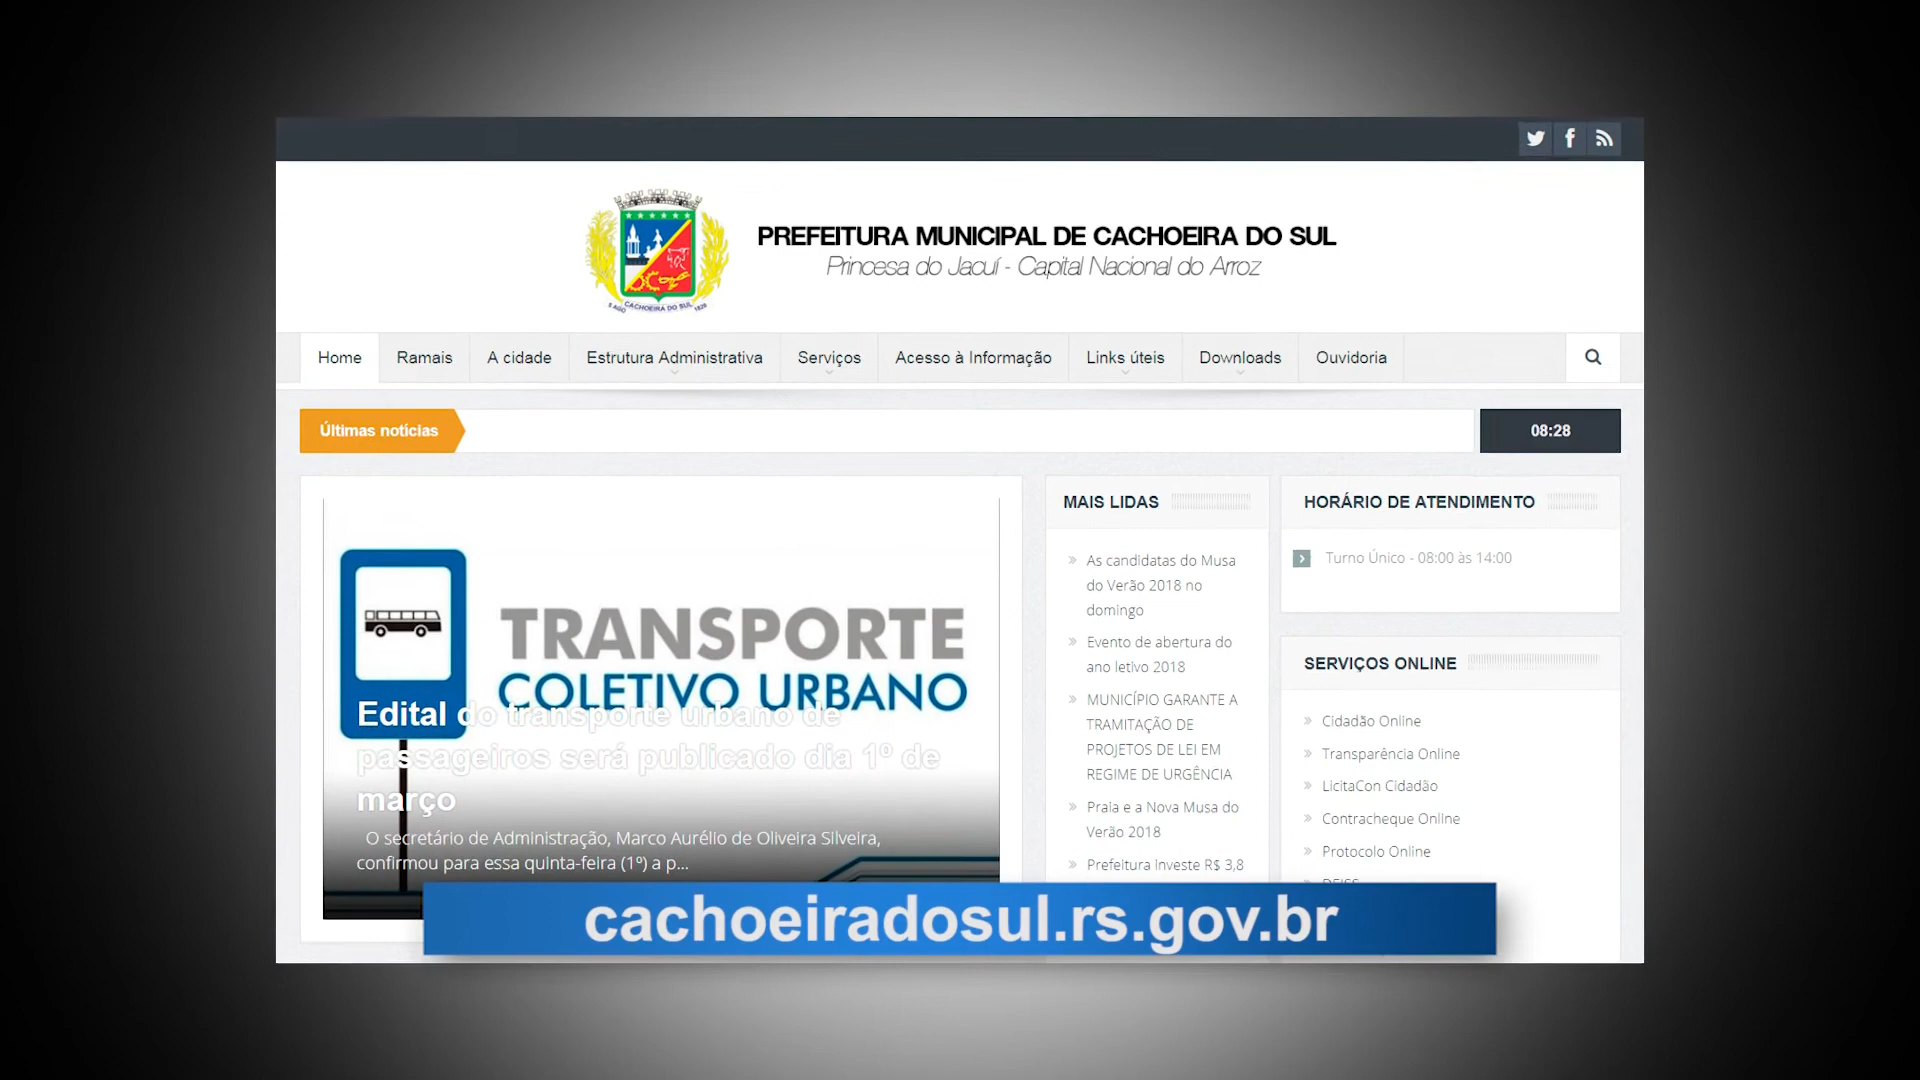 PREFEITURA MUNICIPAL DE CACHOEIRA DO SUL
Princesa do Jacuí - Capital Nacional do Arroz
5 AGO CACHOEIRA DO SUL 1820
Home Ramais A cidade Estrutura Administrativa Serviços Acesso à Informação Links úteis Downloads Ouvidoria
Últimas notícias
08:28
TRANSPORTE
COLETIVO URBANO
Edital do transporte urbano de
passageiros será publicado dia 1º de
março
O secretário de Administração, Marco Aurélio de Oliveira Silveira,
confirmou para essa quinta-feira (1º) a p...
MAIS LIDAS
As candidatas do Musa
do Verão 2018 no
domingo
Evento de abertura do
ano letivo 2018
MUNICÍPIO GARANTE A
TRAMITAÇÃO DE
PROJETOS DE LEI EM
REGIME DE URGÊNCIA
Praia e a Nova Musa do
Verão 2018
Prefeitura Investe R$ 3,8
HORÁRIO DE ATENDIMENTO
Turno Único - 08:00 às 14:00
SERVIÇOS ONLINE
Cidadão Online
Transparência Online
LicitaCon Cidadão
Contracheque Online
Protocolo Online
cachoeiradosul.rs.gov.br